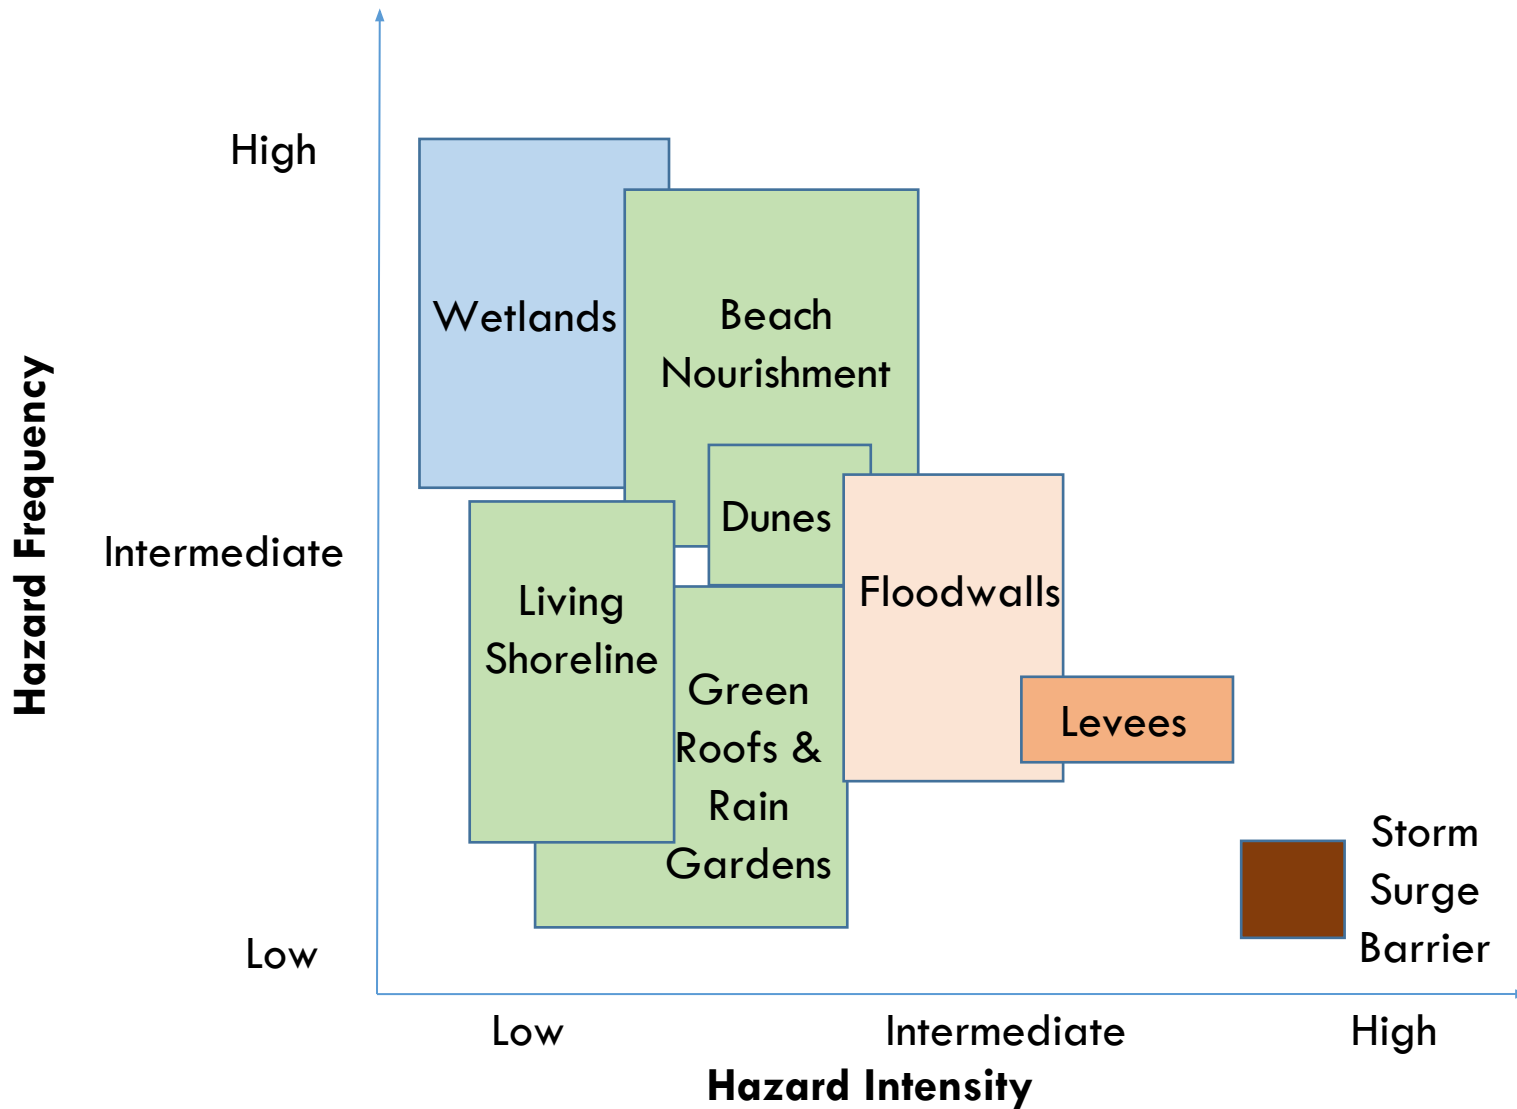 High
Wetlands
Beach
Nourishment
Dunes
Intermediate
Hazard Frequency
Living
Shoreline
Floodwalls
Green
Roofs &
Rain
Gardens
Levees
Storm
Surge
Barrier
Low
Low
Intermediate
High
Hazard Intensity